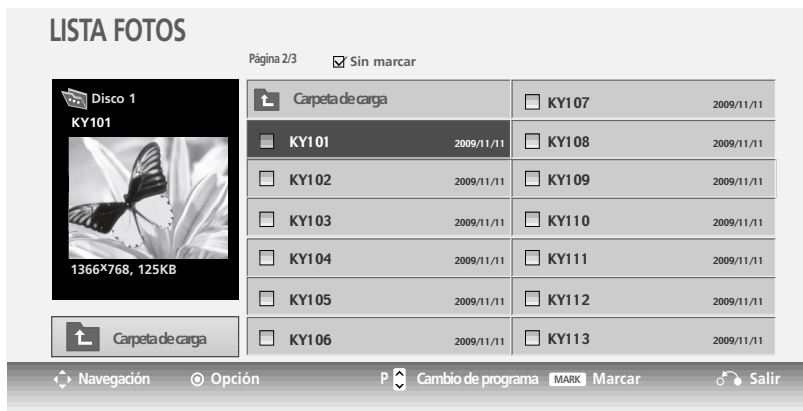 LISTA FOTOS
Página 2/3 Sin marcar
Disco 1
KY101
1366x768, 125KB
Carpeta de carga
Carpeta de carga
KY101 2009/11/11
KY102 2009/11/11
KY103 2009/11/11
KY104 2009/11/11
KY105 2009/11/11
KY106 2009/11/11
KY107 2009/11/11
KY108 2009/11/11
KY109 2009/11/11
KY110 2009/11/11
KY111 2009/11/11
KY112 2009/11/11
KY113 2009/11/11
Navegación Opción P Cambio de programa MARK Marcar Salir